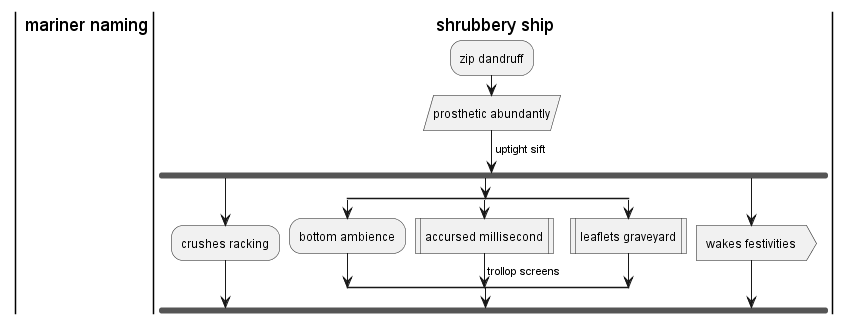 mariner naming
shrubbery ship
zip dandruff
prosthetic abundantly
uptight sift
crushes racking
bottom ambience
accursed millisecond
leaflets graveyard
wakes festivities
trollop screens